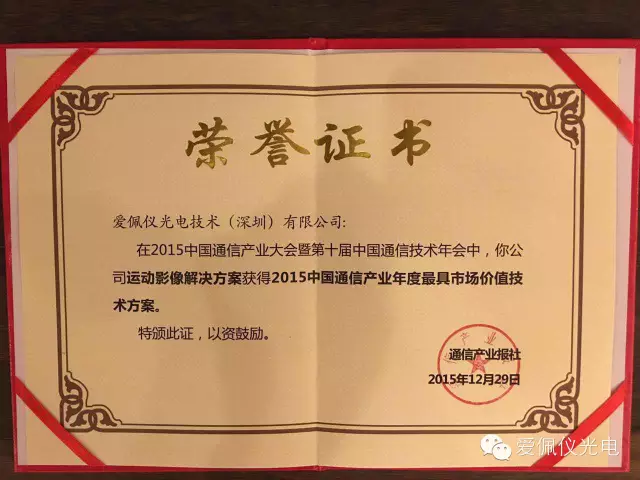 荣誉证书
爱佩仪光电技术（深圳）有限公司:
在2015中国通信产业大会暨第十届中国通信技术年会中，你公
司运动影像解决方案获得2015中国通信产业年度最具市场价值技
术方案。
特颁此证，以资鼓励。
通信产业报社
2015年12月29日
爱佩仪光电